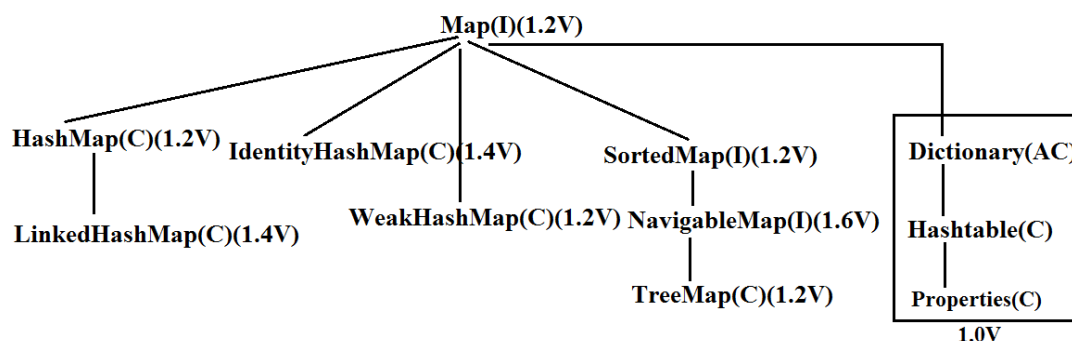 Map(I)(1.2V)
HashMap(C)(1.2V)
IdentityHashMap(C)(1.4V)
SortedMap(I)(1.2V)
Dictionary(AC)
LinkedHashMap(C)(1.4V)
WeakHashMap(C)(1.2V)
NavigableMap(I)(1.6V)
Hashtable(C)
TreeMap(C)(1.2V)
Properties(C)
1.0V